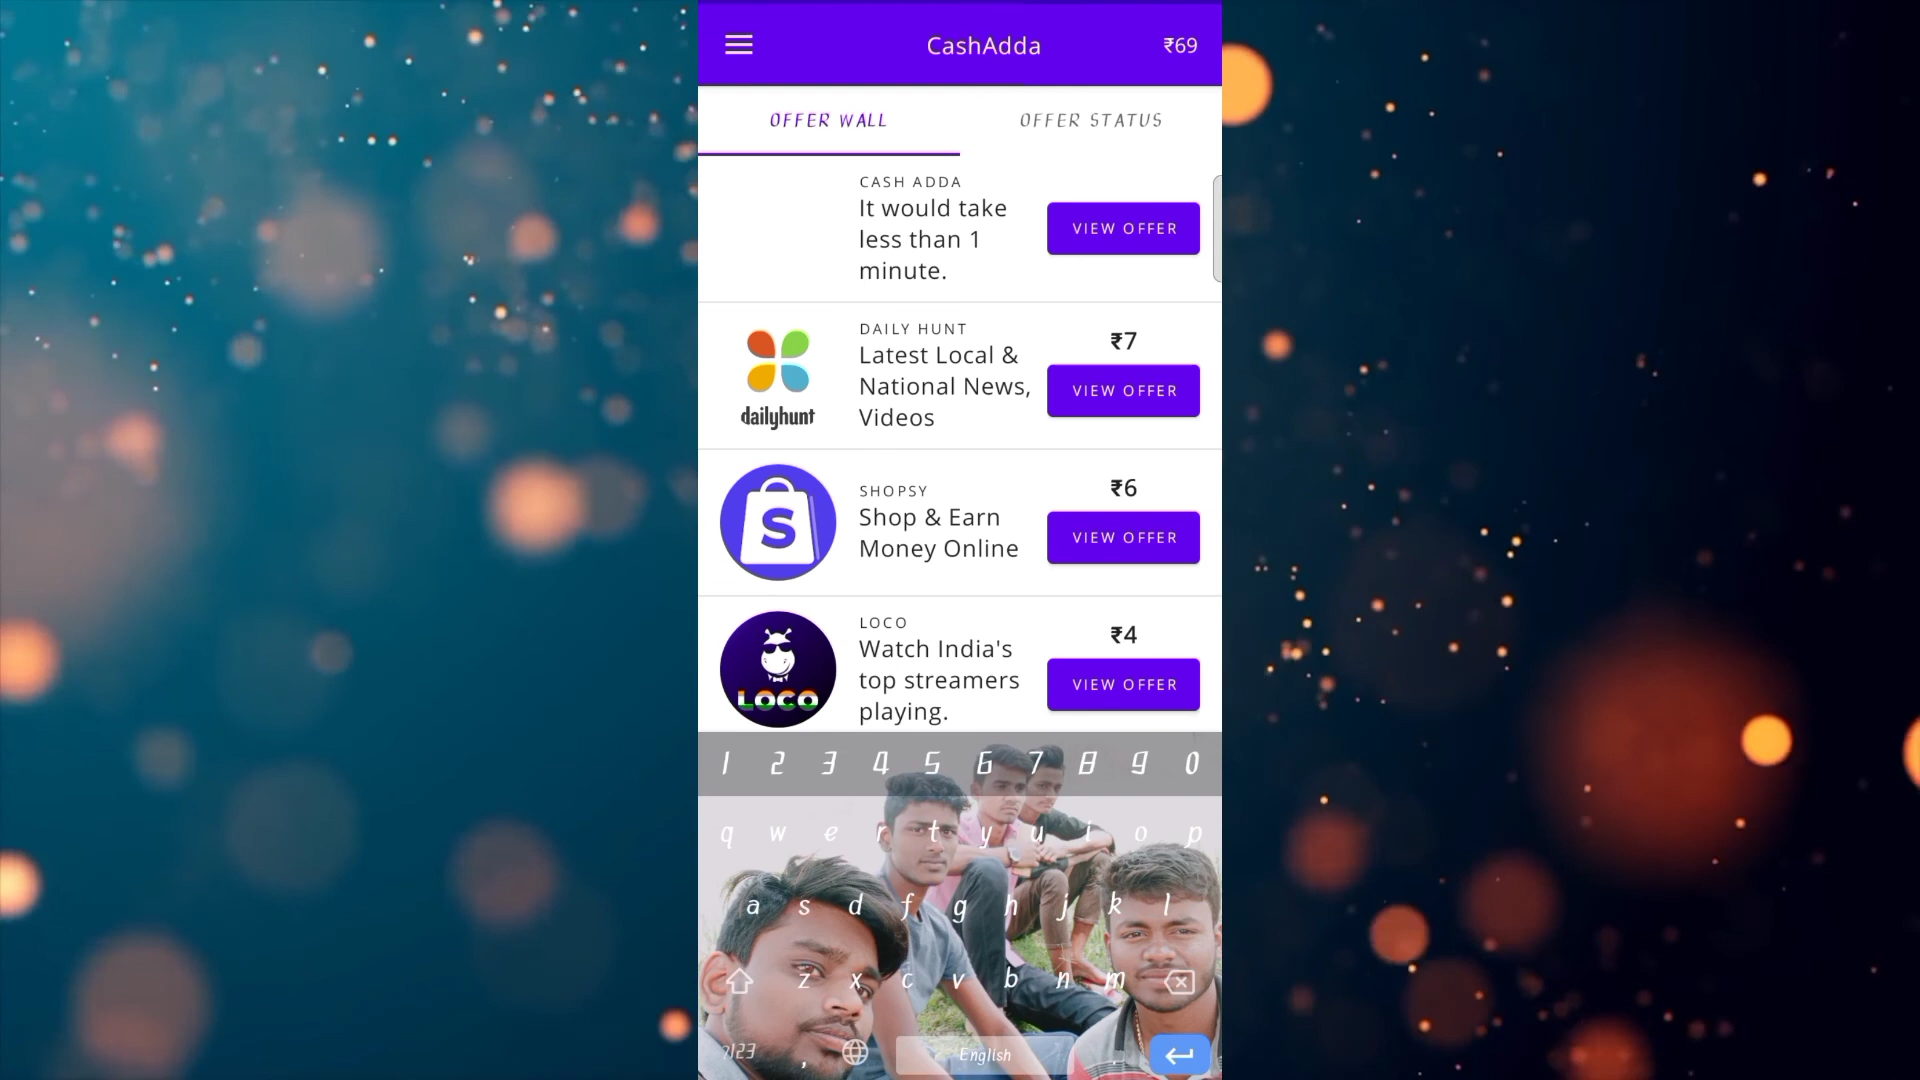 CashAdda
₹69
OFFER WALL
OFFER STATUS
CASH ADDA
It would take
less than 1
minute.
VIEW OFFER
DAILY HUNT
Latest Local &
National News,
Videos
₹7
VIEW OFFER
dailyhunt
SHOPSY
Shop & Earn
Money Online
₹6
VIEW OFFER
S
LOCO
Watch India's
top streamers
playing.
₹4
VIEW OFFER
LOCO
1 2 3 4 5 6 7 8 9 0
q w e r t y u i o p
a s d f g h j k l
z x c v b n m
?123 , English .